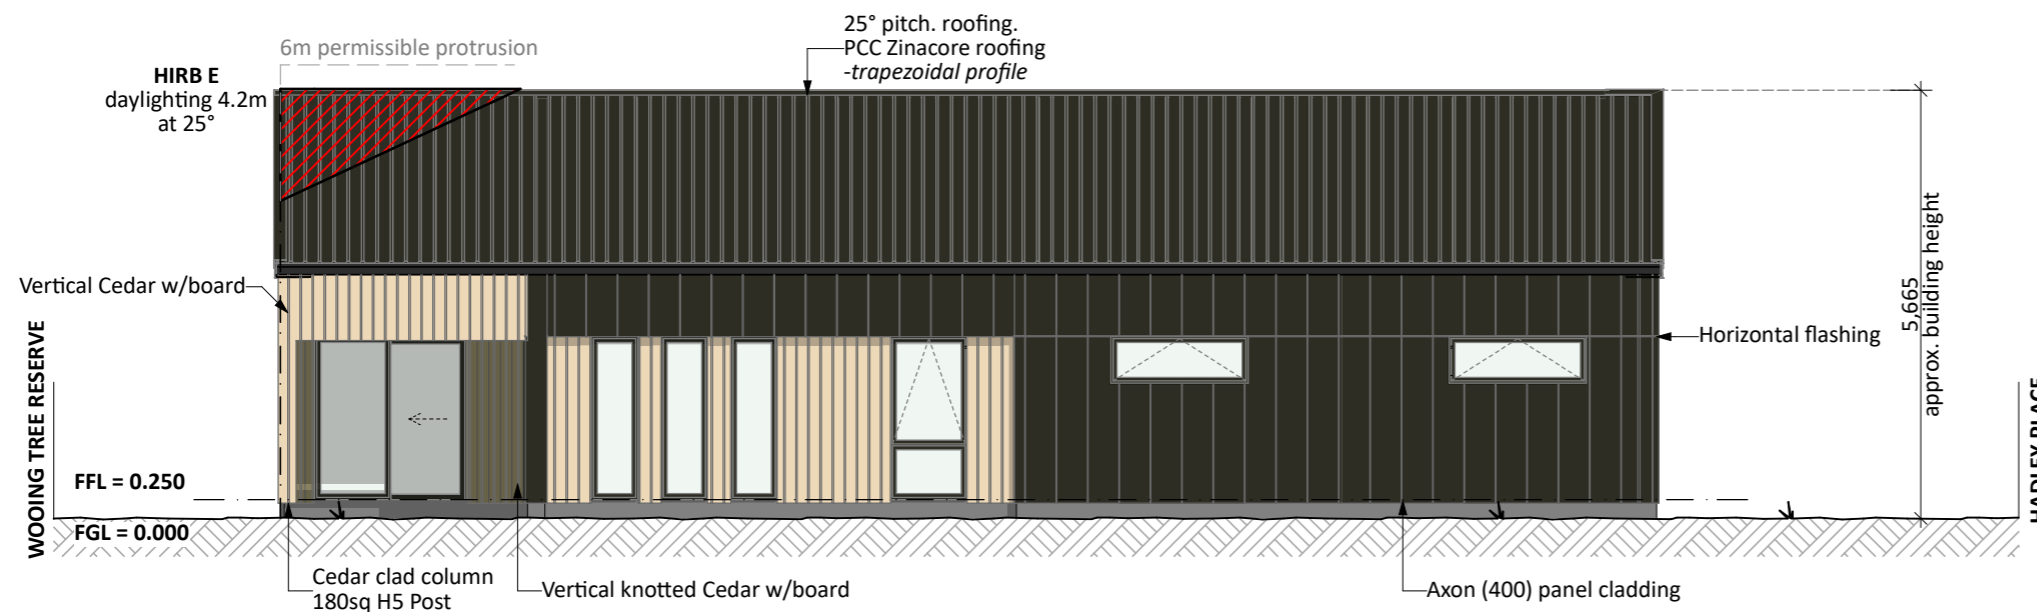 25° pitch. roofing.
PCC Zinacore roofing
-trapezoidal profile
6m permissible protrusion
HIRB E
daylighting 4.2m
at 25°
Vertical Cedar w/board
5,665
approx. building height
Horizontal flashing
WOOING TREE RESERVE
HADLEY PLACE
FFL = 0.250
FGL = 0.000
Cedar clad column
180sq H5 Post
Vertical knotted Cedar w/board
Axon (400) panel cladding